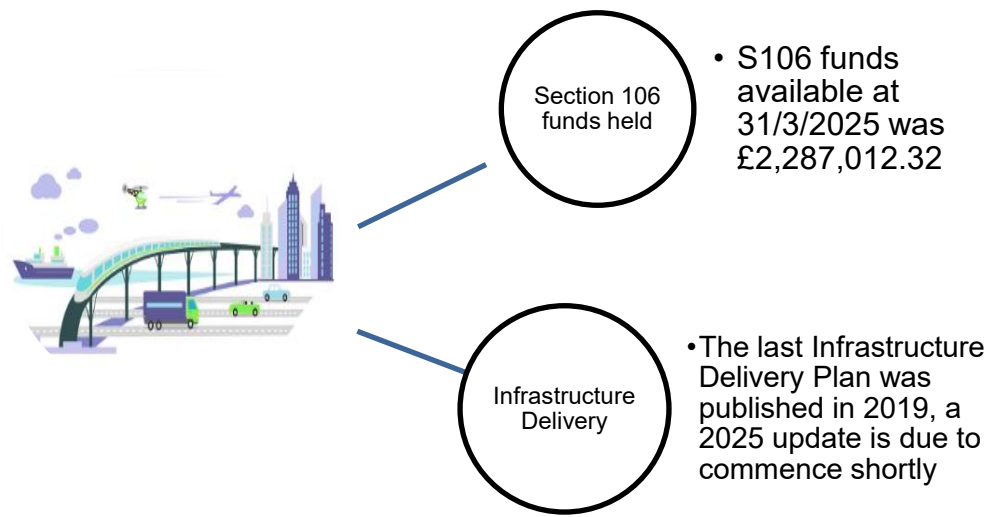 Section 106
funds held
• S106 funds
available at
31/3/2025 was
£2,287,012.32
Infrastructure
Delivery
•The last Infrastructure
Delivery Plan was
published in 2019, a
2025 update is due to
commence shortly